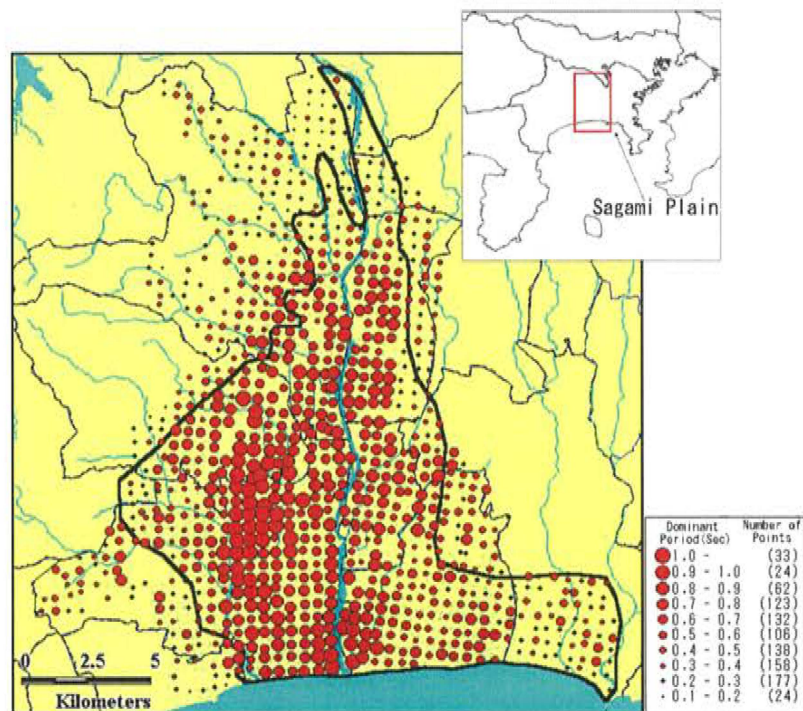 Sagami Plain
Dominant Number of
Period(Sec) Points
1.0 - (33)
0.9 - 1.0 (24)
0.8 - 0.9 (62)
0.7 - 0.8 (123)
0.6 - 0.7 (132)
0.5 - 0.6 (106)
0.4 - 0.5 (138)
0.3 - 0.4 (158)
0.2 - 0.3 (177)
0.1 - 0.2 (24)
0 2.5 5
Kilometers